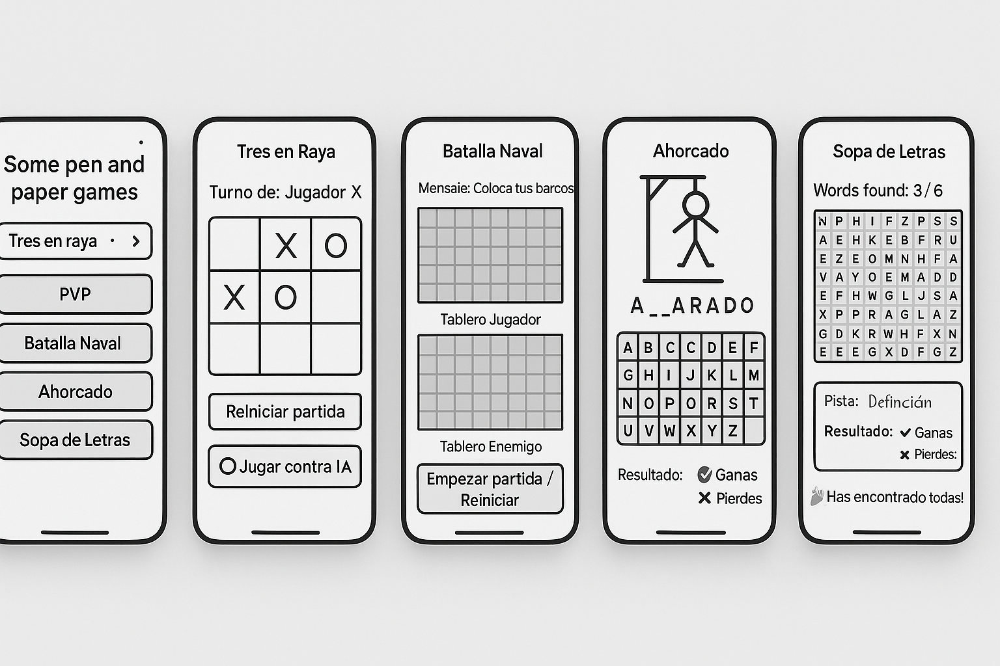 Some pen and
paper games
Tres en raya
PVP
Batalla Naval
Ahorcado
Sopa de Letras
Tres en Raya
Turno de: Jugador X
X O
X O
ReIniciar partida
Jugar contra IA
Batalla Naval
Mensaie: Coloca tus barcos
Tablero Jugador
Tablero Enemigo
Empezar partida /
Reiniciar
Ahorcado
A__ARADO
A B C C D E F
G H I J K L M
N O P O R S T
U V W X Y Z
Resultado: Ganas
Pierdes
Sopa de Letras
Words found: 3/6
N P H I F Z P S S
A E H K E B F R U
E Z E O M N H F A
V A Y O E M A D D
E F H W G L J S A
X P P R A G L A Z
G D K R W H F X N
E E E G X D F G Z
Pista: Defincián
Resultado: Ganas
Pierdes:
Has encontrado todas!